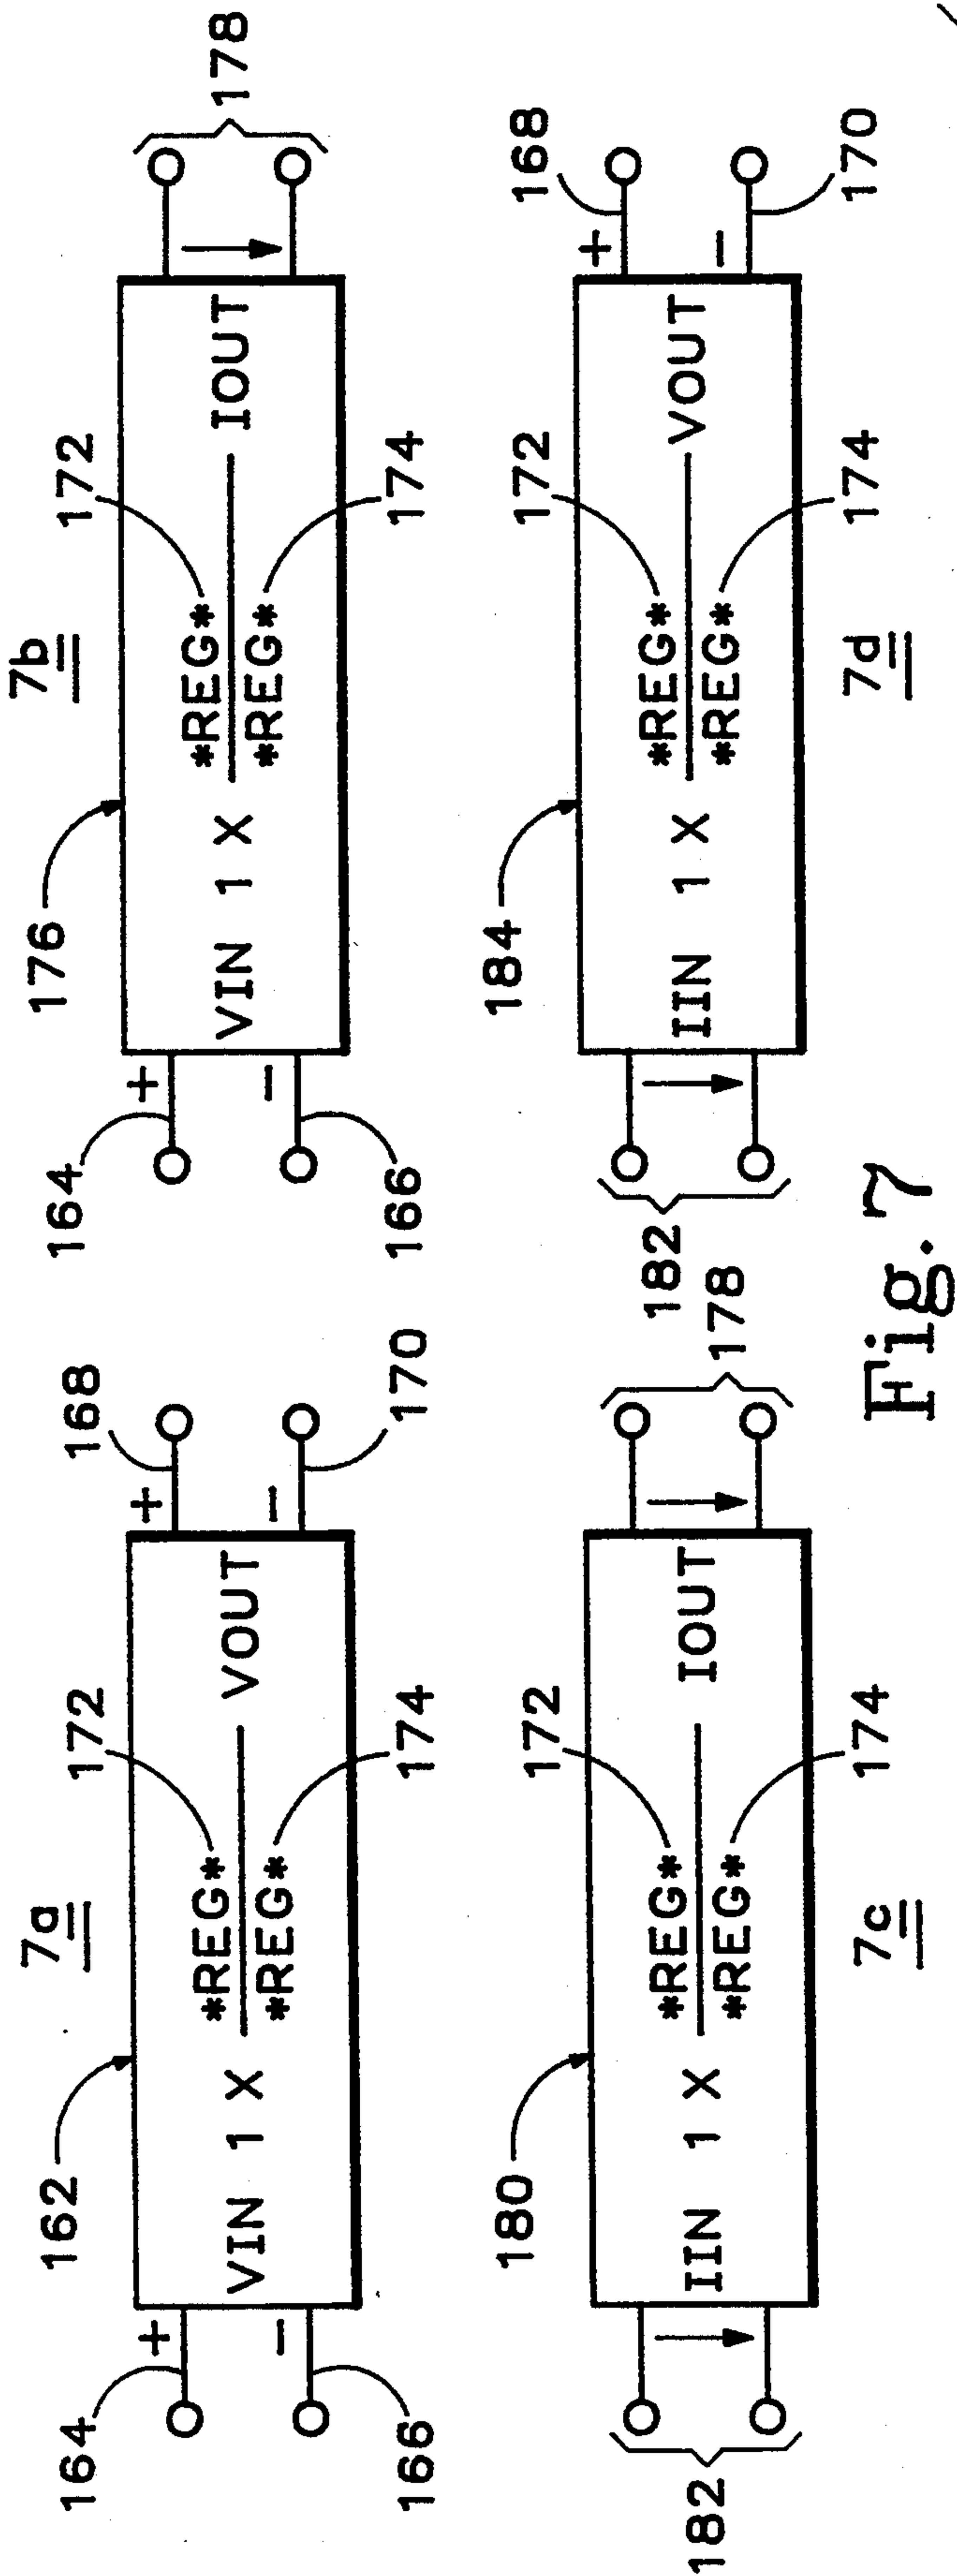 7a
162
172
168
164
+
*REG*
+
VIN 1 X
VOUT
*REG*
-
-
166
174
170
7b
176
172
178
164
+
*REG*
VIN 1 X
IOUT
*REG*
-
166
174
180
172
*REG*
IIN 1 X
IOUT
*REG*
182
174
178
7c
184
172
168
*REG*
+
IIN 1 X
VOUT
*REG*
-
182
174
170
7d
Fig. 7